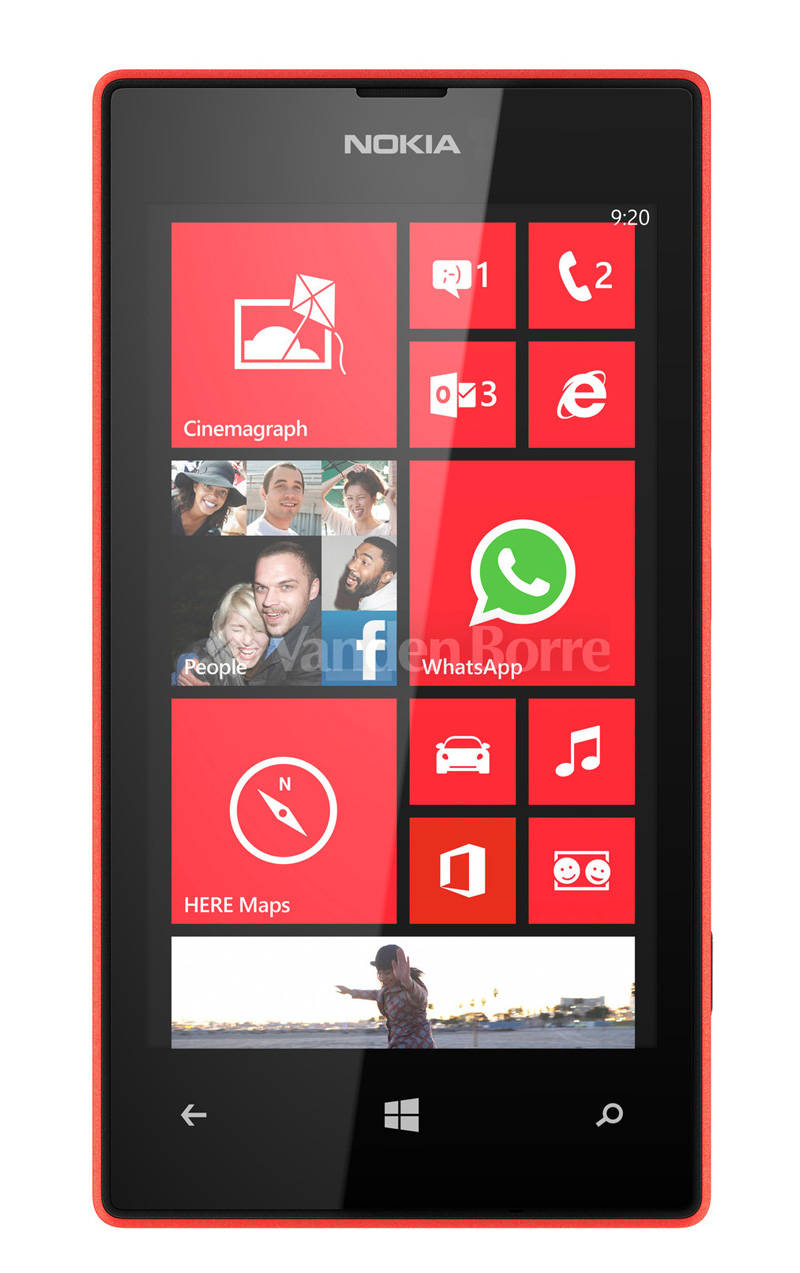 NOKIA
9:20
;-) 1
2
Cinemagraph
O 3
People
f
WhatsApp
Vanden Borre
N
HERE Maps